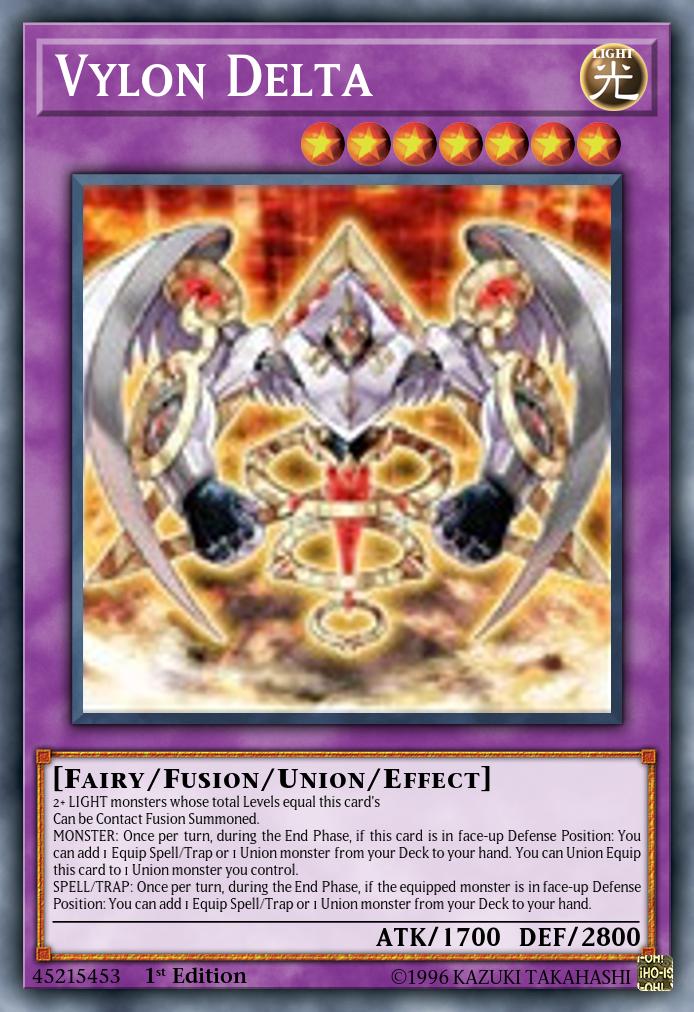 Vylon Delta
LIGHT
光
[Fairy/Fusion/Union/Effect]
2+ LIGHT monsters whose total Levels equal this card's
Can be Contact Fusion Summoned.
MONSTER: Once per turn, during the End Phase, if this card is in face-up Defense Position: You
can add 1 Equip Spell/Trap or 1 Union monster from your Deck to your hand. You can Union Equip
this card to 1 Union monster you control.
SPELL/TRAP: Once per turn, during the End Phase, if the equipped monster is in face-up Defense
Position: You can add 1 Equip Spell/Trap or 1 Union monster from your Deck to your hand.
ATK/1700 DEF/2800
45215453 1st Edition ©1996 KAZUKI TAKAHASHI